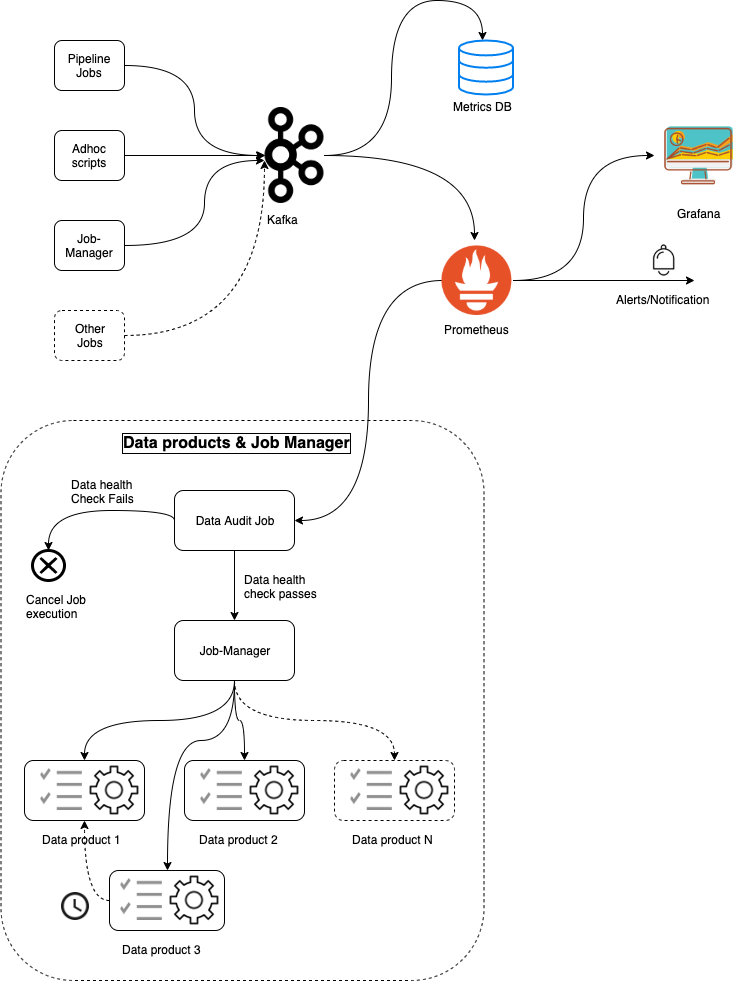 Pipeline
Jobs
Metrics DB
Adhoc
scripts
Kafka
Grafana
Job-
Manager
Alerts/Notification
Other
Jobs
Prometheus
Data products & Job Manager
Data health
Check Fails
Data Audit Job
Data health
check passes
Cancel Job
execution
Job-Manager
Data product 1
Data product 2
Data product N
Data product 3